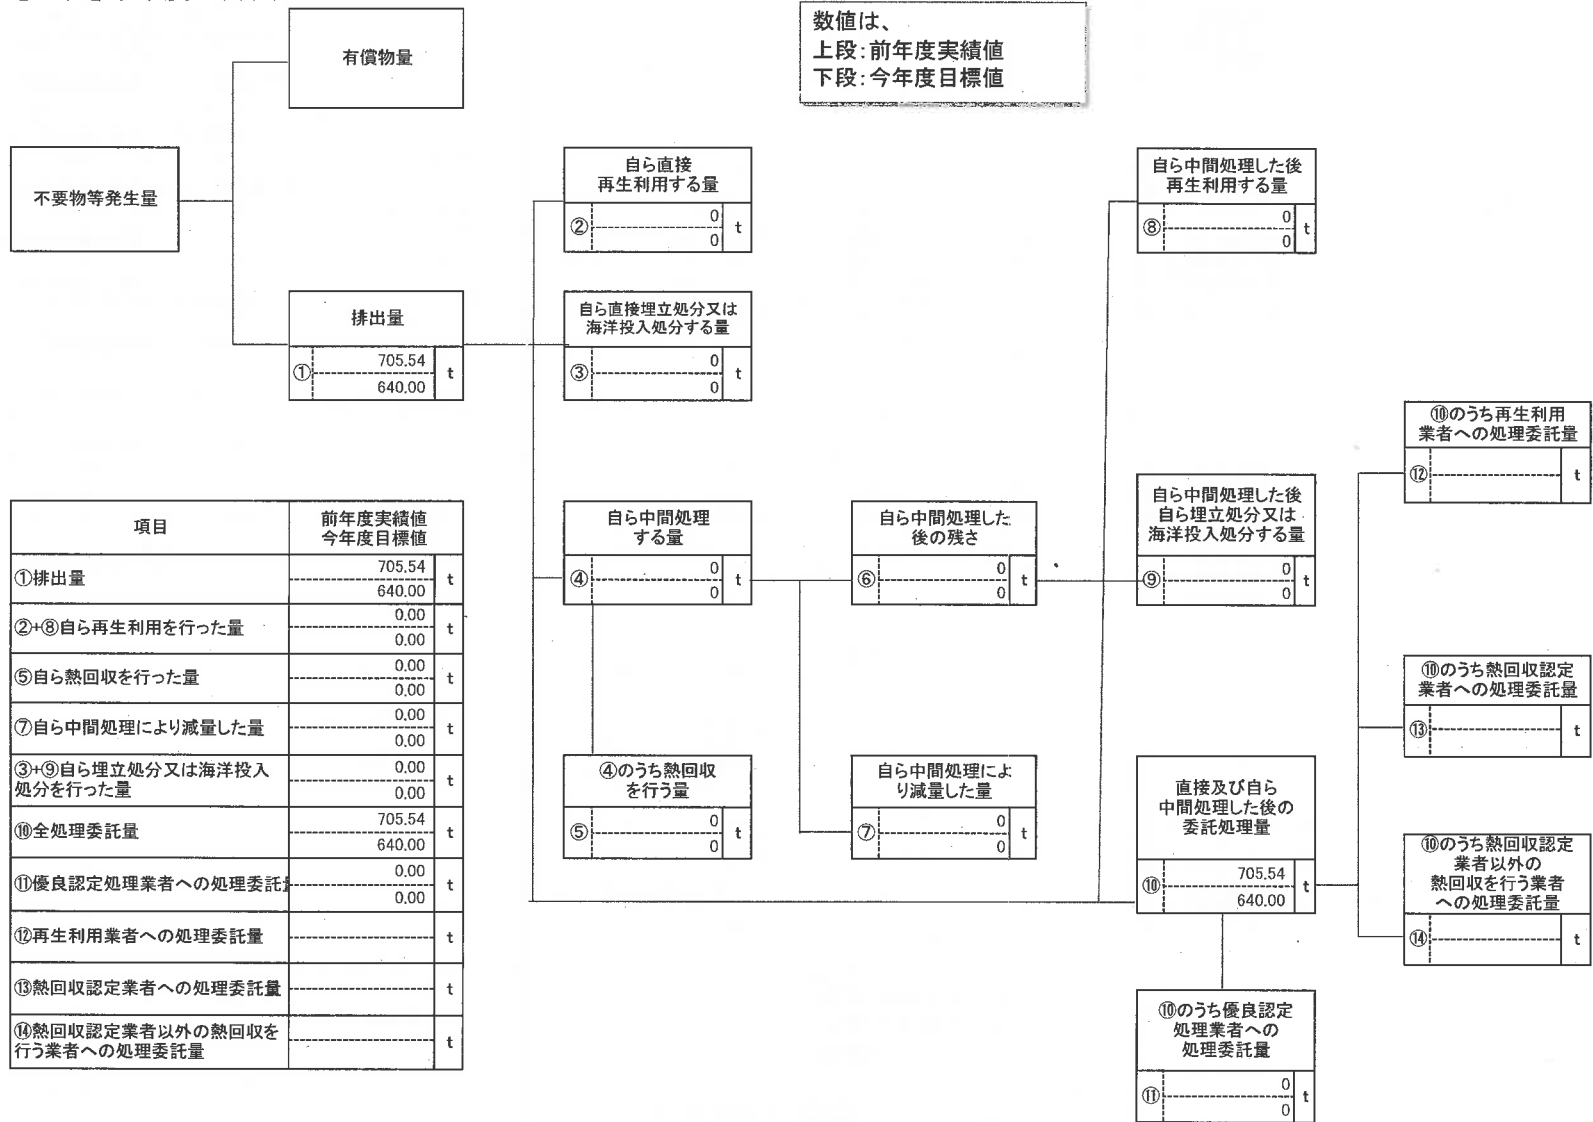 数値は、
上段:前年度実績値
下段:今年度目標値
有償物量
不要物等発生量
排出量
① 705.54 t
640.00
自ら直接
再生利用する量
② 0 t
0
自ら直接埋立処分又は
海洋投入処分する量
③ 0 t
0
自ら中間処理した後
再生利用する量
⑧ 0 t
0
自ら中間処理
する量
④ 0 t
0
自ら中間処理した
後の残さ
⑥ 0 t
0
自ら中間処理した後
自ら埋立処分又は
海洋投入処分する量
⑨ 0 t
0
④のうち熱回収
を行う量
⑤ 0 t
0
自ら中間処理によ
り減量した量
⑦ 0 t
0
直接及び自ら
中間処理した後の
委託処理量
⑩ 705.54 t
640.00
⑩のうち優良認定
処理業者への
処理委託量
⑪ 0 t
0
⑩のうち再生利用
業者への処理委託量
⑫ t
⑩のうち熱回収認定
業者への処理委託量
⑬ t
⑩のうち熱回収認定
業者以外の
熱回収を行う業者
への処理委託量
⑭ t
項目 前年度実績値
今年度目標値
①排出量 705.54 t
640.00
②+⑧自ら再生利用を行った量 0.00 t
0.00
⑤自ら熱回収を行った量 0.00 t
0.00
⑦自ら中間処理により減量した量 0.00 t
0.00
③+⑨自ら埋立処分又は海洋投入
処分を行った量 0.00 t
0.00
⑩全処理委託量 705.54 t
640.00
⑪優良認定処理業者への処理委託 0.00 t
0.00
⑫再生利用業者への処理委託量 t
⑬熱回収認定業者への処理委託量 t
⑭熱回収認定業者以外の熱回収を
行う業者への処理委託量 t